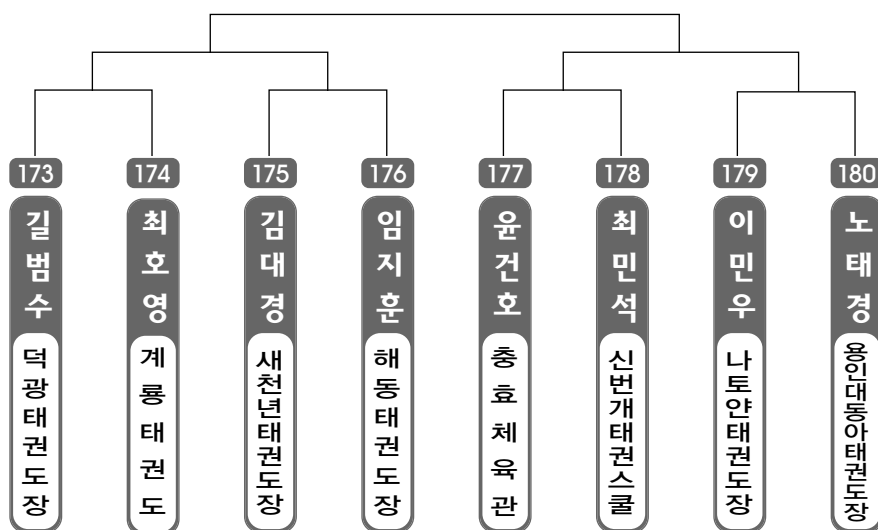 173
길범수
덕광태권도장
174
최호영
계룡태권도
175
김대경
새천년태권도장
176
임지훈
해동태권도장
177
윤건호
충효체육관
178
최민석
신번개태권스쿨
179
이민우
나토얀태권도장
180
노태경
용인대동아태권도장